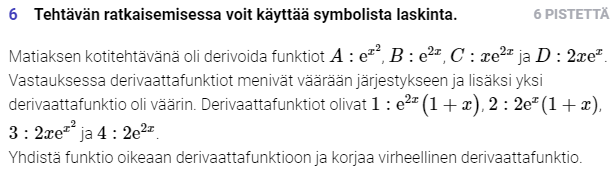 6 Tehtävän ratkaisemisessa voit käyttää symbolista laskinta. 6 PISTETTÄ
Matiaksen kotitehtävänä oli derivoida funktiot A : e^{x^2}, B : e^{2x}, C : xe^{2x} ja D : 2xe^x.
Vastauksessa derivaattafunktiot menivät väärään järjestykseen ja lisäksi yksi
derivaattafunktio oli väärin. Derivaattafunktiot olivat 1 : e^{2x}(1 + x), 2 : 2e^x(1 + x),
3 : 2xe^{x^2} ja 4 : 2e^{2x}.
Yhdistä funktio oikeaan derivaattafunktioon ja korjaa virheellinen derivaattafunktio.